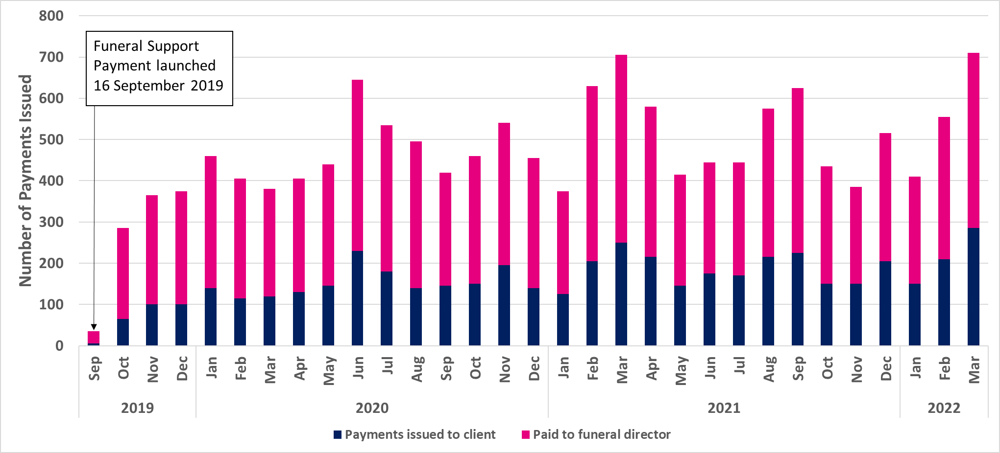 800
700
600
500
400
300
200
100
0
Number of Payments Issued
Funeral Support
Payment launched
16 September 2019
Sep Oct Nov Dec Jan Feb Mar Apr May Jun Jul Aug Sep Oct Nov Dec Jan Feb Mar Apr May Jun Jul Aug Sep Oct Nov Dec Jan Feb Mar
2019 2020 2021 2022
Payments issued to client Paid to funeral director